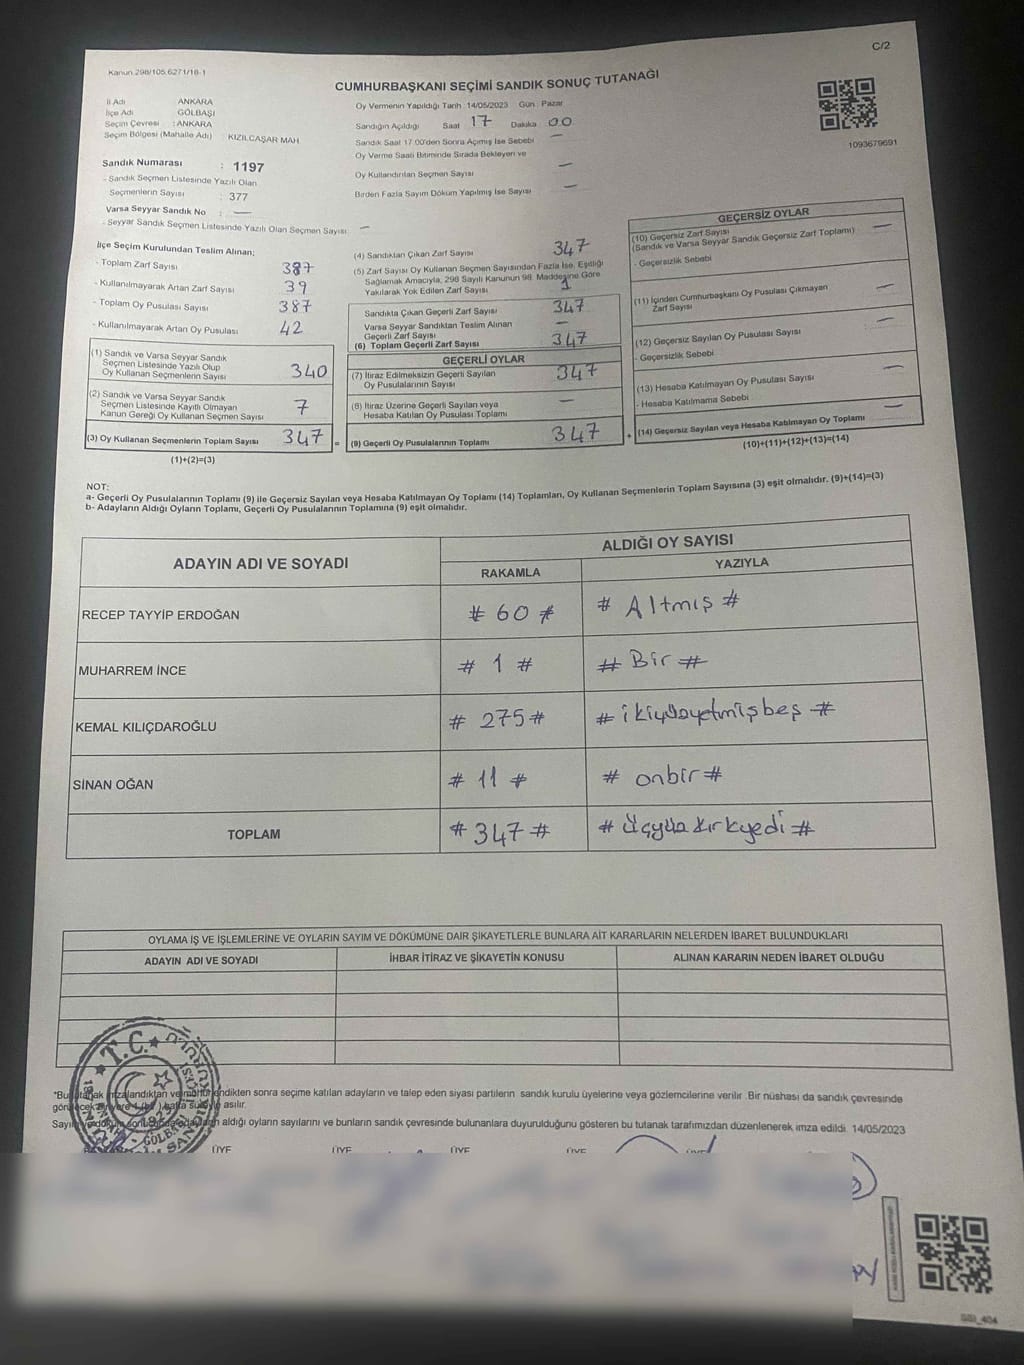 C/2
Kanun.298/105.6271/18-1
CUMHURBAŞKANI SEÇİMİ SANDIK SONUÇ TUTANAĞI
İl Adı ANKARA
İlçe Adı GÖLBAŞI
Seçim Çevresi : ANKARA
Seçim Bölgesi (Mahalle Adı) : KIZILCAŞAR MAH
Sandık Numarası : 1197
- Sandık Seçmen Listesinde Yazılı Olan
Seçmenlerin Sayısı : 377
Varsa Seyyar Sandık No : —
- Seyyar Sandık Seçmen Listesinde Yazılı Olan Seçmen Sayısı: —
Oy Vermenin Yapıldığı Tarih 14/05/2023 Gün : Pazar
Sandığın Açıldığı Saat 17 Dakika 00
Sandık Saat 17.00'den Sonra Açımış İse Sebebi —
Oy Verme Saati Bitiminde Sırada Bekleyen ve
Oy Kullandırılan Seçmen Sayısı —
Birden Fazla Sayım Döküm Yapılmış İse Sayısı —
1093679691
İlçe Seçim Kurulundan Teslim Alınan;
- Toplam Zarf Sayısı 387
- Kullanılmayarak Artan Zarf Sayısı 39
- Toplam Oy Pusulası Sayısı 387
- Kullanılmayarak Artan Oy Pusulası 42
(1) Sandık ve Varsa Seyyar Sandık
Seçmen Listesinde Yazılı Olup
Oy Kullanan Seçmenlerin Sayısı 340
(2) Sandık ve Varsa Seyyar Sandık
Seçmen Listesinde Kayıtlı Olmayan
Kanun Gereği Oy Kullanan Seçmen Sayısı 7
(3) Oy Kullanan Seçmenlerin Toplam Sayısı 347 =
(1)+(2)=(3)
(4) Sandıktan Çıkan Zarf Sayısı 347
(5) Zarf Sayısı Oy Kullanan Seçmen Sayısından Fazla İse, Eşitliği
Sağlamak Amacıyla, 298 Sayılı Kanunun 98. Maddesine Göre
Yakılarak Yok Edilen Zarf Sayısı 1
Sandıkta Çıkan Geçerli Zarf Sayısı 347
Varsa Seyyar Sandıktan Teslim Alınan
Geçerli Zarf Sayısı —
(6) Toplam Geçerli Zarf Sayısı 347
GEÇERLİ OYLAR
(7) İtiraz Edilmeksizin Geçerli Sayılan
Oy Pusulalarının Sayısı 347
(8) İtiraz Üzerine Geçerli Sayılan veya
Hesaba Katılan Oy Pusulası Toplamı —
(9) Geçerli Oy Pusulalarının Toplamı 347 +
GEÇERSİZ OYLAR
(10) Geçersiz Zarf Sayısı
(Sandık ve Varsa Seyyar Sandık Geçersiz Zarf Toplamı) —
- Geçersizlik Sebebi
(11) İçinden Cumhurbaşkanı Oy Pusulası Çıkmayan
Zarf Sayısı —
(12) Geçersiz Sayılan Oy Pusulası Sayısı —
- Geçersizlik Sebebi
(13) Hesaba Katılmayan Oy Pusulası Sayısı —
- Hesaba Katılmama Sebebi
(14) Geçersiz Sayılan veya Hesaba Katılmayan Oy Toplamı —
(10)+(11)+(12)+(13)=(14)
NOT:
a- Geçerli Oy Pusulalarının Toplamı (9) ile Geçersiz Sayılan veya Hesaba Katılmayan Oy Toplamı (14) Toplamları, Oy Kullanan Seçmenlerin Toplam Sayısına (3) eşit olmalıdır. (9)+(14)=(3)
b- Adayların Aldığı Oyların Toplamı, Geçerli Oy Pusulalarının Toplamına (9) eşit olmalıdır.
ADAYIN ADI VE SOYADI ALDIĞI OY SAYISI
RAKAMLA YAZIYLA
RECEP TAYYİP ERDOĞAN # 60 # # Altmış #
MUHARREM İNCE # 1 # # Bir #
KEMAL KILIÇDAROĞLU # 275 # # ikiyüzyetmişbeş #
SİNAN OĞAN # 11 # # onbir #
TOPLAM # 347 # # üçyüz kırkyedi #
OYLAMA İŞ VE İŞLEMLERİNE VE OYLARIN SAYIM VE DÖKÜMÜNE DAİR ŞİKAYETLERLE BUNLARA AİT KARARLARIN NELERDEN İBARET BULUNDUKLARI
ADAYIN ADI VE SOYADI İHBAR İTİRAZ VE ŞİKAYETİN KONUSU ALINAN KARARIN NEDEN İBARET OLDUĞU
T.C.
*Bu tutanak imzalandıktan ve mühürlendikten sonra seçime katılan adayların ve talep eden siyasi partilerin sandık kurulu üyelerine veya gözlemcilerine verilir. Bir nüshası da sandık çevresinde
asılır.
aldığı oyların sayılarını ve bunların sandık çevresinde bulunanlara duyurulduğunu gösteren bu tutanak tarafımızdan düzenlenerek imza edildi. 14/05/2023
ÜYE ÜYE ÜYE ÜYE ÜYE
SSI_404